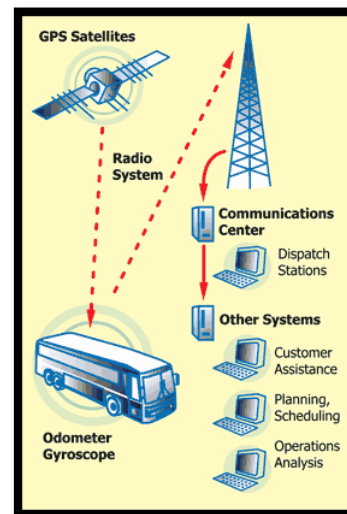 GPS Satellites
Radio
System
Communications
Center
Dispatch
Stations
Other Systems
Customer
Assistance
Planning,
Scheduling
Operations
Analysis
Odometer
Gyroscope